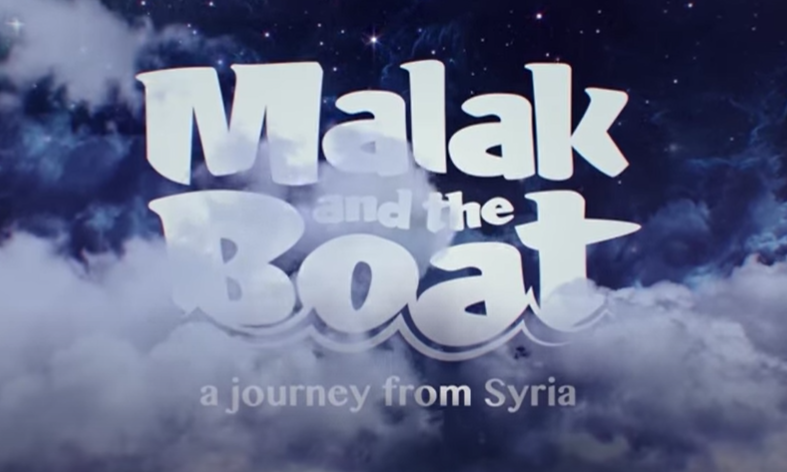 Malak
and the
Boat
a journey from Syria